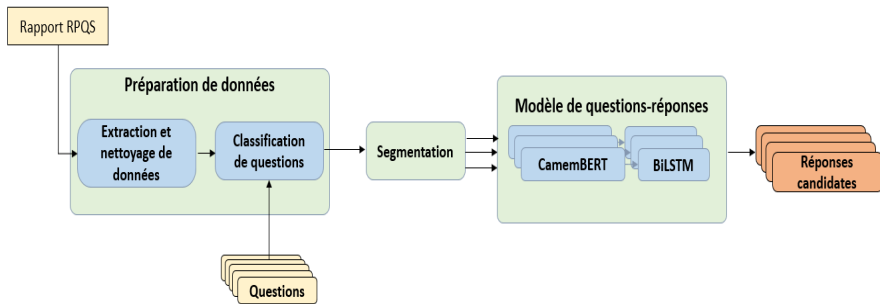 Rapport RPQS
Préparation de données
Extraction et
nettoyage de
données
Classification
de questions
Questions
Segmentation
Modèle de questions-réponses
CamemBERT
BiLSTM
Réponses
candidates